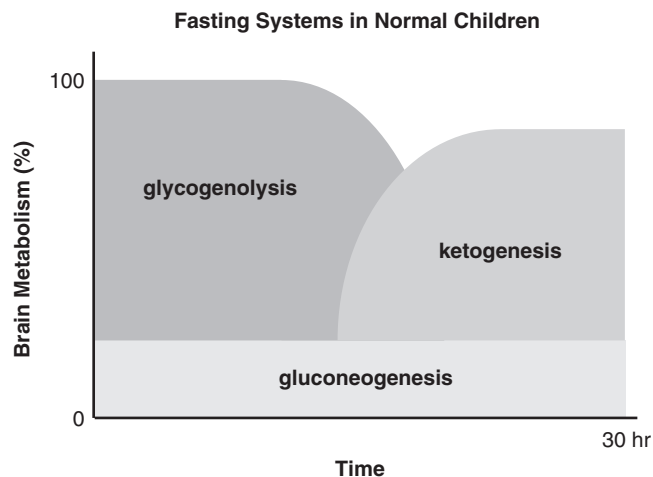 Fasting Systems in Normal Children
100
glycogenolysis
ketogenesis
Brain Metabolism (%)
gluconeogenesis
0
30 hr
Time